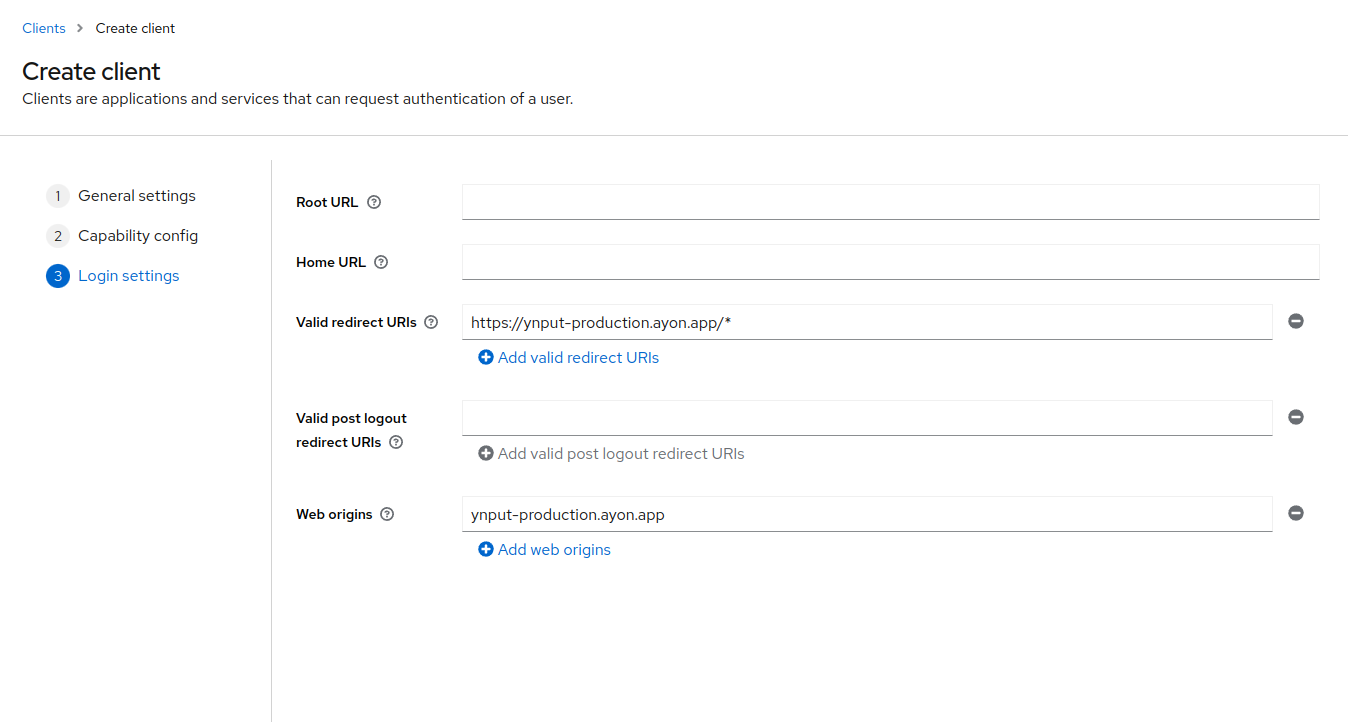 Clients > Create client
Create client
Clients are applications and services that can request authentication of a user.
1 General settings
2 Capability config
3 Login settings
Root URL
Home URL
Valid redirect URIs
https://ynput-production.ayon.app/*
Add valid redirect URIs
Valid post logout
redirect URIs
Add valid post logout redirect URIs
Web origins
ynput-production.ayon.app
Add web origins